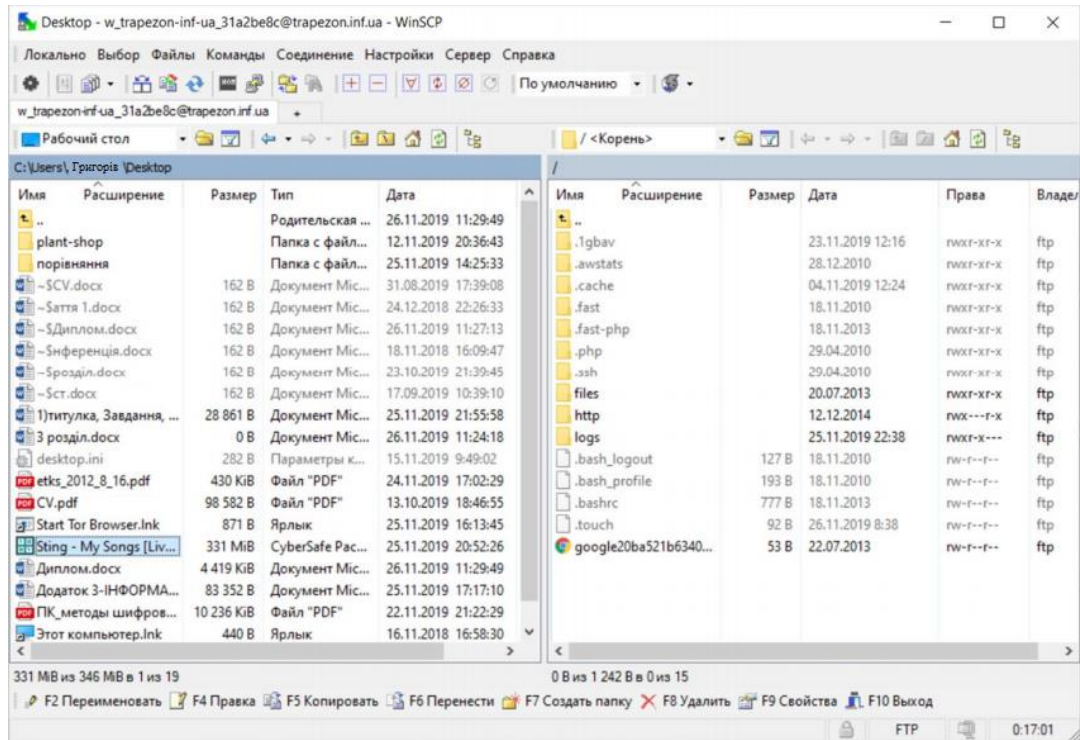 Desktop - w_trapezon-inf-ua_31a2be8c@trapezon.inf.ua - WinSCP
Локально Выбор Файлы Команды Соединение Настройки Сервер Справка
По умолчанию
w_trapezon-inf-ua_31a2be8c@trapezon.inf.ua +
Рабочий стол / <Корень>
C:\Users\ Григорів \Desktop /
Имя Расширение Размер Тип Дата Имя Расширение Размер Дата Права Владел
.. Родительская ... 26.11.2019 11:29:49 ..
plant-shop Папка с файл... 12.11.2019 20:36:43 .1gbav 23.11.2019 12:16 rwxr-xr-x ftp
порівняння Папка с файл... 25.11.2019 14:25:33 .awstats 28.12.2010 rwxr-xr-x ftp
~$CV.docx 162 B Документ Mic... 31.08.2019 17:39:08 .cache 04.11.2019 12:24 rwxr-xr-x ftp
~$аття 1.docx 162 B Документ Mic... 24.12.2018 22:26:33 .fast 18.11.2010 rwxr-xr-x ftp
~$Диплом.docx 162 B Документ Mic... 26.11.2019 11:27:13 .fast-php 18.11.2013 rwxr-xr-x ftp
~$нференція.docx 162 B Документ Mic... 18.11.2018 16:09:47 .php 29.04.2010 rwxr-xr-x ftp
~$розділ.docx 162 B Документ Mic... 23.10.2019 21:39:45 .ssh 29.04.2010 rwxr-xr-x ftp
~$ст.docx 162 B Документ Mic... 17.09.2019 10:39:10 files 20.07.2013 rwxr-xr-x ftp
1)титулка, Завдання, ... 28 861 B Документ Mic... 25.11.2019 21:55:58 http 12.12.2014 rwx---r-x ftp
3 розділ.docx 0 B Документ Mic... 26.11.2019 11:24:18 logs 25.11.2019 22:38 rwxr-x--- ftp
desktop.ini 282 B Параметры к... 15.11.2019 9:49:02 .bash_logout 127 B 18.11.2010 rw-r--r-- ftp
etks_2012_8_16.pdf 430 KiB Файл "PDF" 24.11.2019 17:02:29 .bash_profile 193 B 18.11.2010 rw-r--r-- ftp
CV.pdf 98 582 B Файл "PDF" 13.10.2019 18:46:55 .bashrc 777 B 18.11.2013 rw-r--r-- ftp
Start Tor Browser.lnk 871 B Ярлык 25.11.2019 16:13:45 .touch 92 B 26.11.2019 8:38 rw-r--r-- ftp
Sting - My Songs [Liv... 331 MiB CyberSafe Pac... 25.11.2019 20:52:26 google20ba521b6340... 53 B 22.07.2013 rw-r--r-- ftp
Диплом.docx 4 419 KiB Документ Mic... 26.11.2019 11:29:49
Додаток 3-ІНФОРМА... 83 352 B Документ Mic... 25.11.2019 17:17:10
ПК_методы шифров... 10 236 KiB Файл "PDF" 22.11.2019 21:22:29
Этот компьютер.lnk 440 B Ярлык 16.11.2018 16:58:30
331 MiB из 346 MiB в 1 из 19 0 B из 1 242 B в 0 из 15
F2 Переименовать F4 Правка F5 Копировать F6 Перенести F7 Создать папку F8 Удалить F9 Свойства F10 Выход
FTP 0:17:01